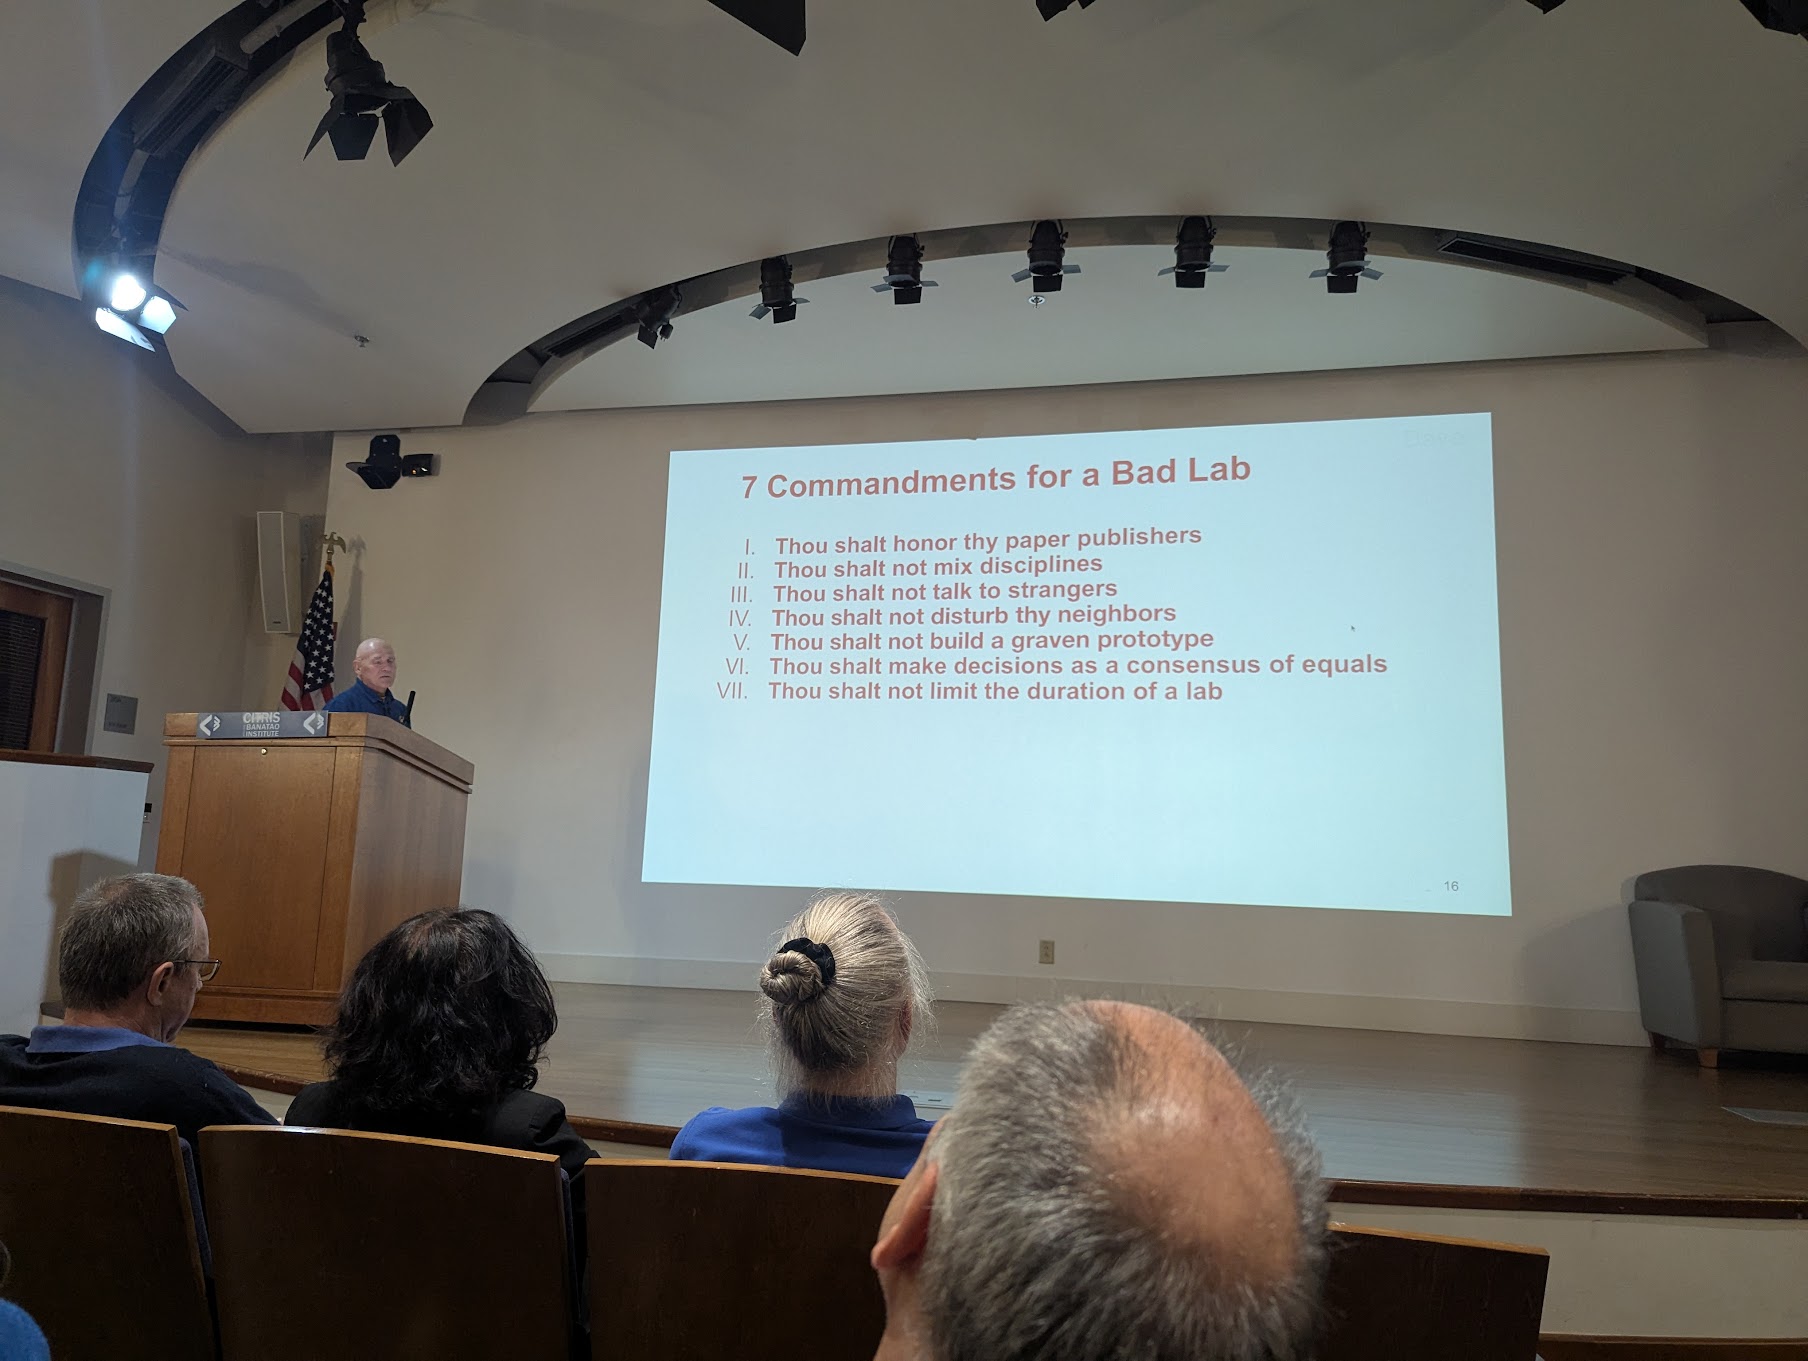 7 Commandments for a Bad Lab
I. Thou shalt honor thy paper publishers
II. Thou shalt not mix disciplines
III. Thou shalt not talk to strangers
IV. Thou shalt not disturb thy neighbors
V. Thou shalt not build a graven prototype
VI. Thou shalt make decisions as a consensus of equals
VII. Thou shalt not limit the duration of a lab
16
CITRIS
BANATAO
INSTITUTE